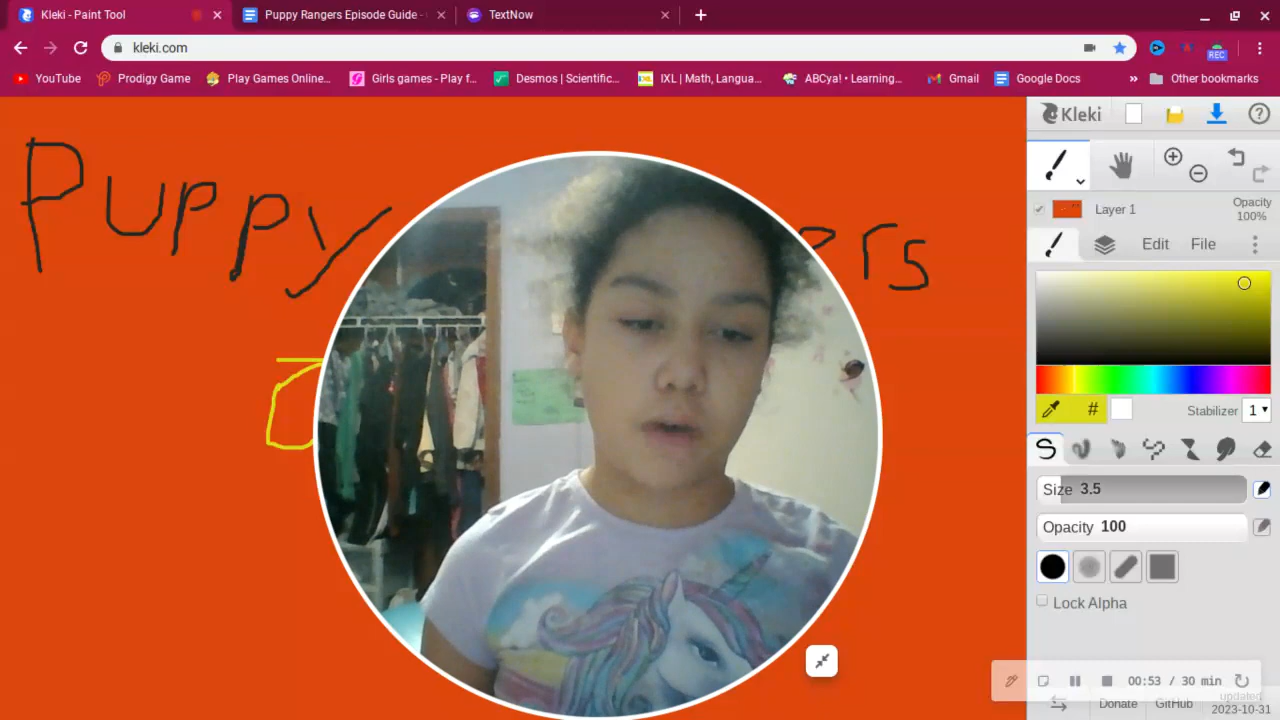 Kleki - Paint Tool
Puppy Rangers Episode Guide -
TextNow
kleki.com
REC
YouTube
Prodigy Game
Play Games Online...
Girls games - Play f...
Desmos | Scientific...
IXL | Math, Langua...
ABCya! • Learning...
Gmail
Google Docs
»
Other bookmarks
Puppy ers
Kleki
Layer 1
Opacity
100%
Edit
File
#
Stabilizer 1
Size 3.5
Opacity 100
Lock Alpha
00:53 / 30 min
Donate
GitHub
updated
2023-10-31